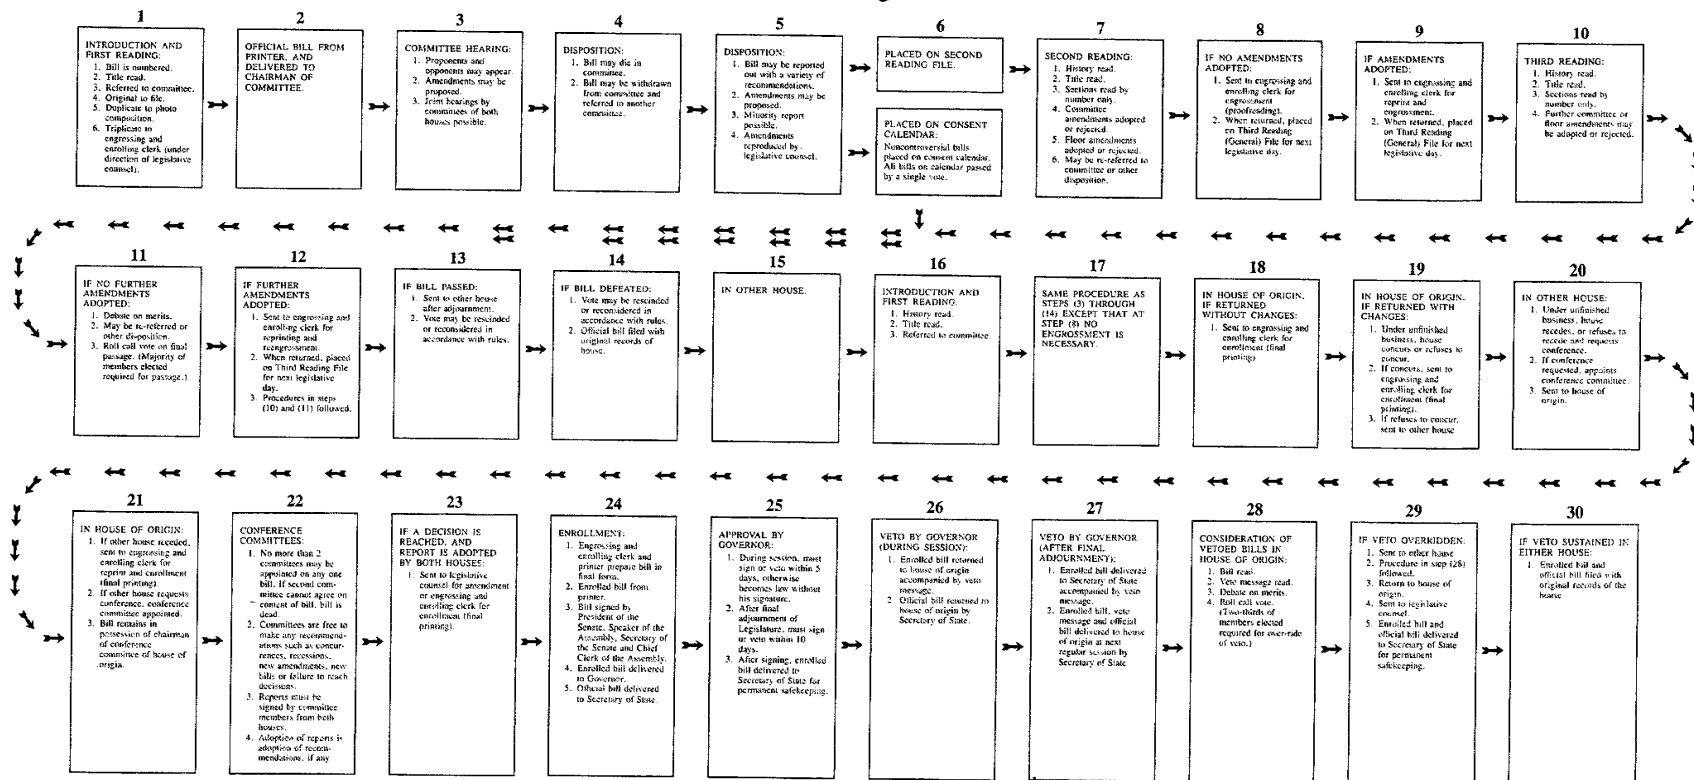 1
INTRODUCTION AND
FIRST READING:
1. Bill is numbered.
2. Title read.
3. Referred to committee.
4. Original to file.
5. Duplicate to photo
composition.
6. Triplicate to
engrossing and
enrolling clerk (under
direction of legislative
counsel).
2
OFFICIAL BILL FROM
PRINTER, AND
DELIVERED TO
CHAIRMAN OF
COMMITTEE.
3
COMMITTEE HEARING:
1. Proponents and
opponents may appear.
2. Amendments may be
proposed.
3. Joint hearings by
committees of both
houses possible.
4
DISPOSITION:
1. Bill may die in
committee.
2. Bill may be withdrawn
from committee and
referred to another
committee.
5
DISPOSITION:
1. Bill may be reported
out with a variety of
recommendations.
2. Amendments may be
proposed.
3. Minority report
possible.
4. Amendments
reproduced by
legislative counsel.
6
PLACED ON SECOND
READING FILE.
PLACED ON CONSENT
CALENDAR:
Noncontroversial bills
placed on consent calendar.
All bills on calendar passed
by a single vote.
7
SECOND READING:
1. History read.
2. Title read.
3. Sections read by
number only.
4. Committee
amendments adopted
or rejected.
5. Floor amendments
adopted or rejected.
6. May be re-referred to
committee or other
disposition.
8
IF NO AMENDMENTS
ADOPTED:
1. Sent to engrossing and
enrolling clerk for
engrossment
(proofreading).
2. When returned, placed
on Third Reading
(General) File for next
legislative day.
9
IF AMENDMENTS
ADOPTED:
1. Sent to engrossing and
enrolling clerk for
reprint and
engrossment.
2. When returned, placed
on Third Reading
(General) File for next
legislative day.
10
THIRD READING:
1. History read.
2. Title read.
3. Sections read by
number only.
4. Further committee or
floor amendments may
be adopted or rejected.
11
IF NO FURTHER
AMENDMENTS
ADOPTED:
1. Debate on merits.
2. May be re-referred or
other disposition.
3. Roll call vote on final
passage. (Majority of
members elected
required for passage.)
12
IF FURTHER
AMENDMENTS
ADOPTED:
1. Sent to engrossing and
enrolling clerk for
reprinting and
reengrossment.
2. When returned, placed
on Third Reading File
for next legislative
day.
3. Procedures in steps
(10) and (11) followed.
13
IF BILL PASSED:
1. Sent to other house
after adjournment.
2. Vote may be rescinded
or reconsidered in
accordance with rules.
14
IF BILL DEFEATED:
1. Vote may be rescinded
or reconsidered in
accordance with rules.
2. Official bill filed with
original records of
house.
15
IN OTHER HOUSE.
16
INTRODUCTION AND
FIRST READING.
1. History read.
2. Title read.
3. Referred to committee.
17
SAME PROCEDURE AS
STEPS (3) THROUGH
(14) EXCEPT THAT AT
STEP (8) NO
ENGROSSMENT IS
NECESSARY.
18
IN HOUSE OF ORIGIN,
IF RETURNED
WITHOUT CHANGES:
1. Sent to engrossing and
enrolling clerk for
enrollment (final
printing)
19
IN HOUSE OF ORIGIN,
IF RETURNED WITH
CHANGES:
1. Under unfinished
business, house
concurs or refuses to
concur.
2. If concurs, sent to
engrossing and
enrolling clerk for
enrollment (final
printing).
3. If refuses to concur,
sent to other house
20
IN OTHER HOUSE:
1. Under unfinished
business, house
recedes, or refuses to
recede and requests
conference.
2. If conference
requested, appoints
conference committee.
3. Sent to house of
origin.
21
IN HOUSE OF ORIGIN:
1. If other house receded,
sent to engrossing and
enrolling clerk for
reprint and enrollment
(final printing).
2. If other house requests
conference, conference
committee appointed.
3. Bill remains in
possession of chairman
of conference
committee of house of
origin.
22
CONFERENCE
COMMITTEES:
1. No more than 2
committees may be
appointed on any one
bill. If second com-
mittee cannot agree on
content of bill, bill is
dead.
2. Committees are free to
make any recommend-
ations such as concur-
rences, recessions,
new amendments, new
bills or failure to reach
decisions.
3. Reports must be
signed by committee
members from both
houses.
4. Adoption of reports is
adoption of recom-
mendations, if any
23
IF A DECISION IS
REACHED, AND
REPORT IS ADOPTED
BY BOTH HOUSES:
1. Sent to legislative
counsel for amendment
or engrossing and
enrolling clerk for
enrollment (final
printing).
24
ENROLLMENT:
1. Engrossing and
enrolling clerk and
printer prepare bill in
final form.
2. Enrolled bill from
printer.
3. Bill signed by
President of the
Senate, Speaker of the
Assembly, Secretary of
the Senate and Chief
Clerk of the Assembly.
4. Enrolled bill delivered
to Governor.
5. Official bill delivered
to Secretary of State.
25
APPROVAL BY
GOVERNOR:
1. During session, must
sign or veto within 5
days, otherwise
becomes law without
his signature.
2. After final
adjournment of
Legislature, must sign
or veto within 10
days.
3. After signing, enrolled
bill delivered to
Secretary of State for
permanent safekeeping.
26
VETO BY GOVERNOR
(DURING SESSION):
1. Enrolled bill returned
to house of origin
accompanied by veto
message.
2. Official bill returned to
house of origin by
Secretary of State.
27
VETO BY GOVERNOR
(AFTER FINAL
ADJOURNMENT):
1. Enrolled bill delivered
to Secretary of State
accompanied by veto
message.
2. Enrolled bill, veto
message and official
bill delivered to house
of origin at next
regular session by
Secretary of State
28
CONSIDERATION OF
VETOED BILLS IN
HOUSE OF ORIGIN:
1. Bill read.
2. Veto message read.
3. Debate on merits.
4. Roll call vote.
(Two-thirds of
members elected
required for over-ride
of veto.)
29
IF VETO OVERRIDDEN:
1. Sent to other house
2. Procedure in step (28)
followed.
3. Return to house of
origin.
4. Sent to legislative
counsel.
5. Enrolled bill and
official bill delivered
to Secretary of State
for permanent
safekeeping.
30
IF VETO SUSTAINED IN
EITHER HOUSE:
1. Enrolled bill and
official bill filed with
original records of the
house